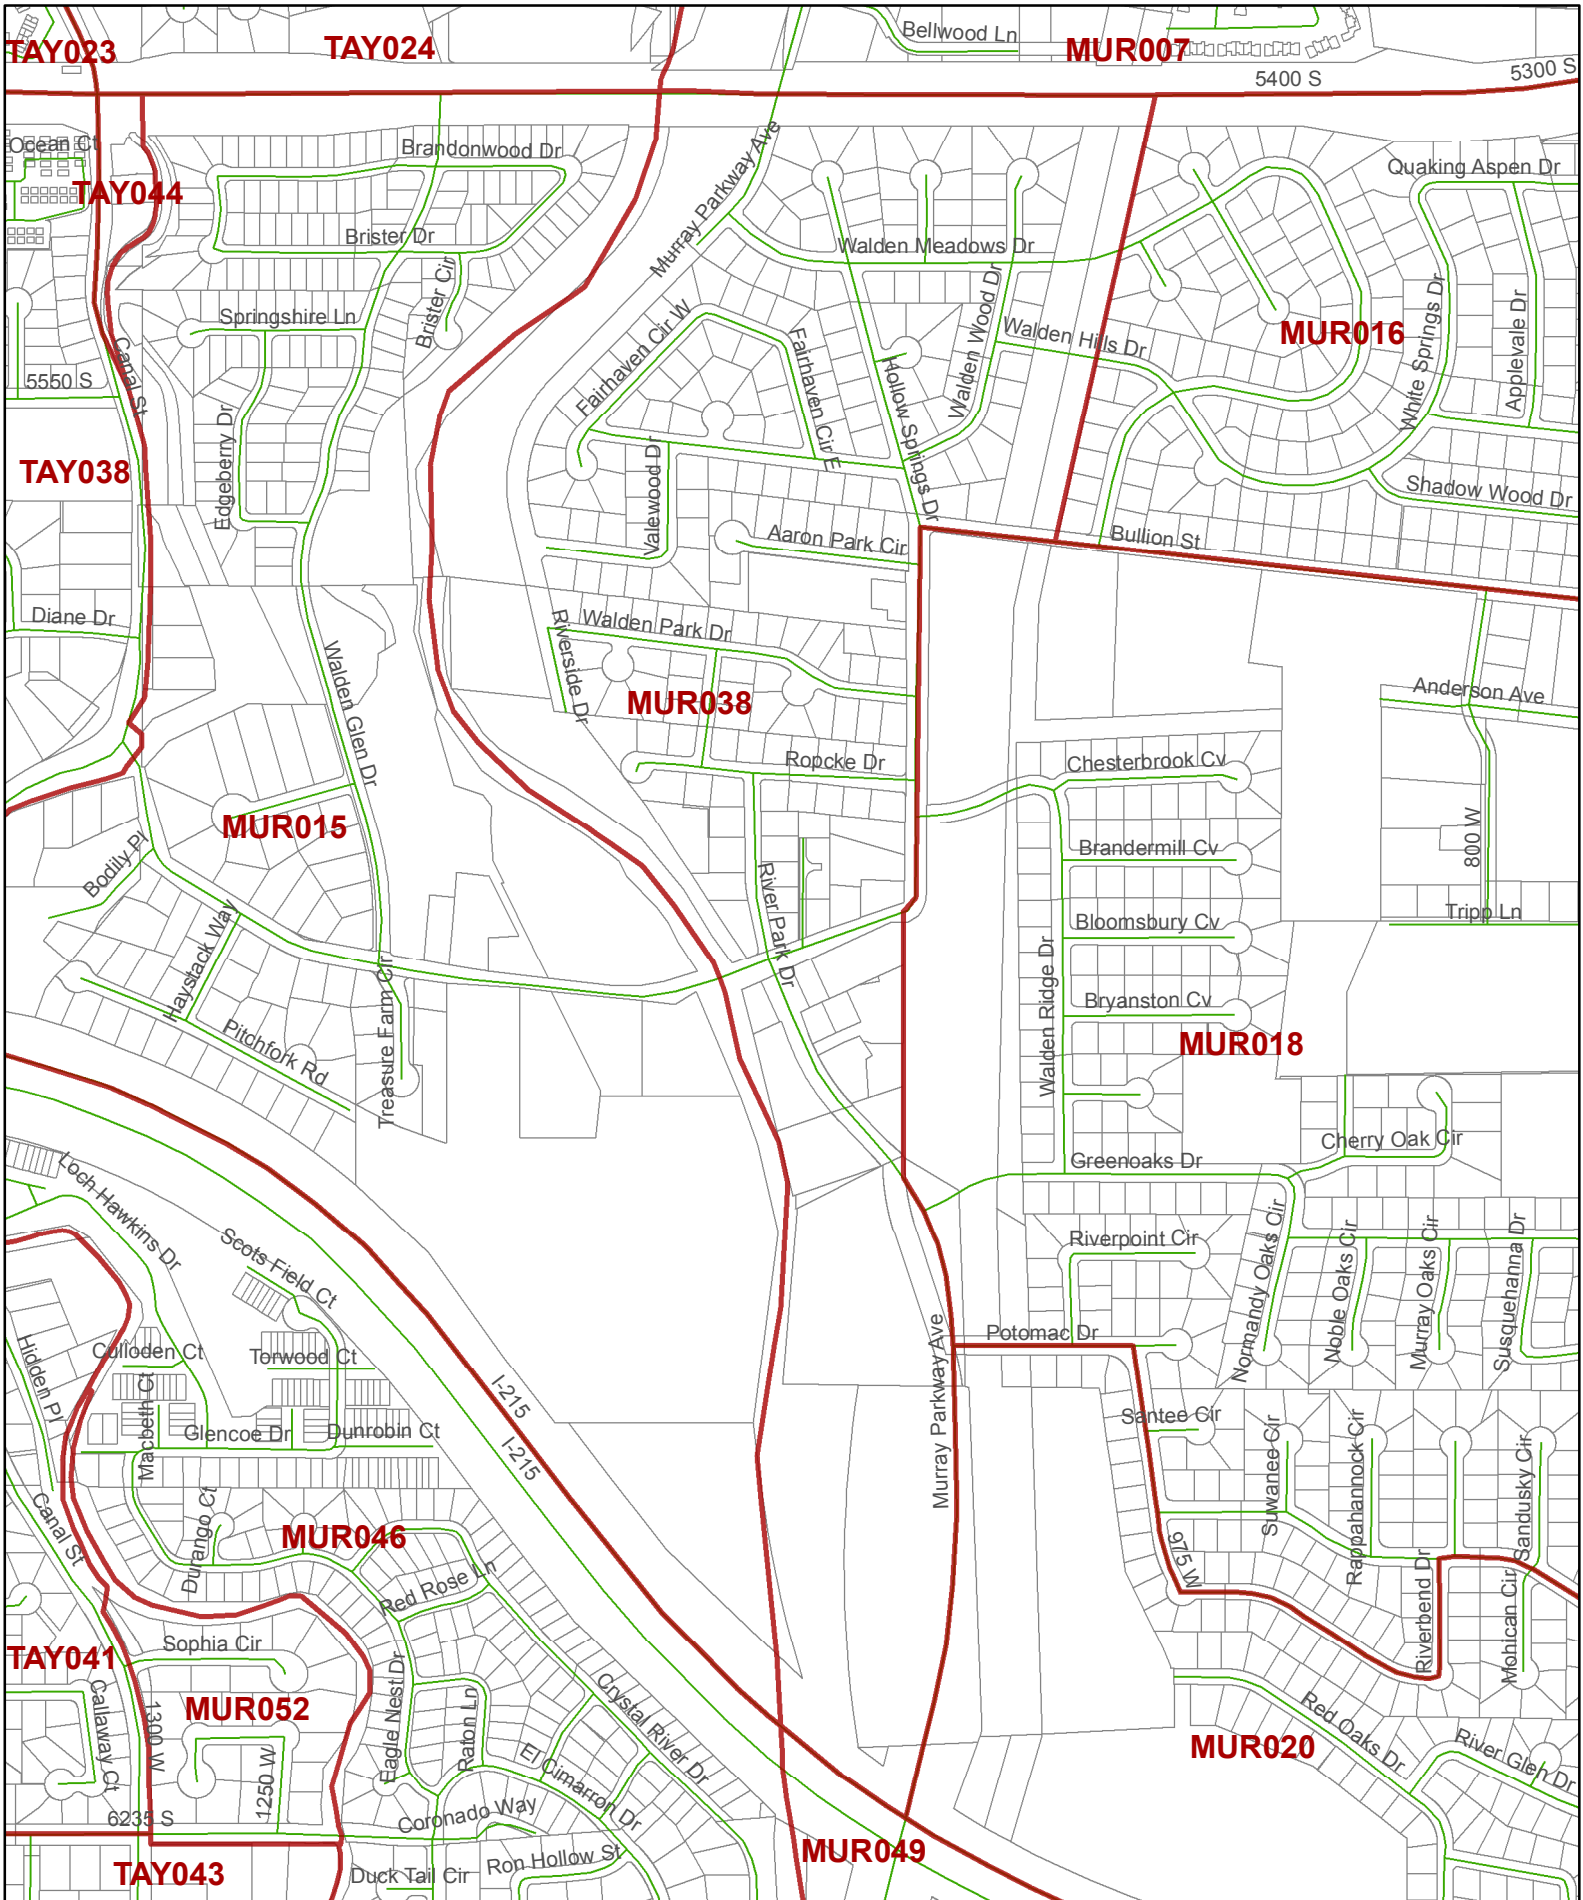 Bellwood Ln
TAY023
TAY024
MUR007
5400 S
5300 S
Ocean Ct
Brandonwood Dr
Murray Parkway Ave
Quaking Aspen Dr
TAY044
Brister Dr
Walden Meadows Dr
Brister Cir
Springshire Ln
Fairhaven Cir W
Fairhaven Cir E
Walden Wood Dr
Walden Hills Dr
MUR016
White Springs Dr
Applevale Dr
Canal St
5550 S
Hollow Springs Dr
Edgeberry Dr
TAY038
Valewood Dr
Shadow Wood Dr
Aaron Park Cir
Bullion St
Diane Dr
Walden Park Dr
Riverside Dr
Walden Glen Dr
MUR038
Anderson Ave
Ropcke Dr
Chesterbrook Cv
MUR015
800 W
Bodily Pl
Brandermill Cv
River Park Dr
Haystack Way
Bloomsbury Cv
Tripp Ln
Walden Ridge Dr
Treasure Farm Cir
Bryanston Cv
Pitchfork Rd
MUR018
Cherry Oak Cir
Loch Hawkins Dr
Greenoaks Dr
Scots Field Ct
Riverpoint Cir
Normandy Oaks Cir
Noble Oaks Cir
Murray Oaks Cir
Susquehanna Dr
Hidden Pl
Culloden Ct
Torwood Ct
Murray Parkway Ave
Potomac Dr
I-215
Macbeth Ct
Glencoe Dr
Dunrobin Ct
Santee Cir
I-215
Suwanee Cir
Rappahannock Cir
Sandusky Cir
Canal St
Durango Ct
MUR046
975 W
Red Rose Ln
Riverbend Dr
Mohican Cir
TAY041
Sophia Cir
Callaway Ct
1300 W
MUR052
Eagle Nest Dr
Raton Ln
Crystal River Dr
Red Oaks Dr
MUR020
River Glen Dr
1250 W
El Cimarron Dr
6235 S
Coronado Way
MUR049
TAY043
Duck Tail Cir
Ron Hollow St